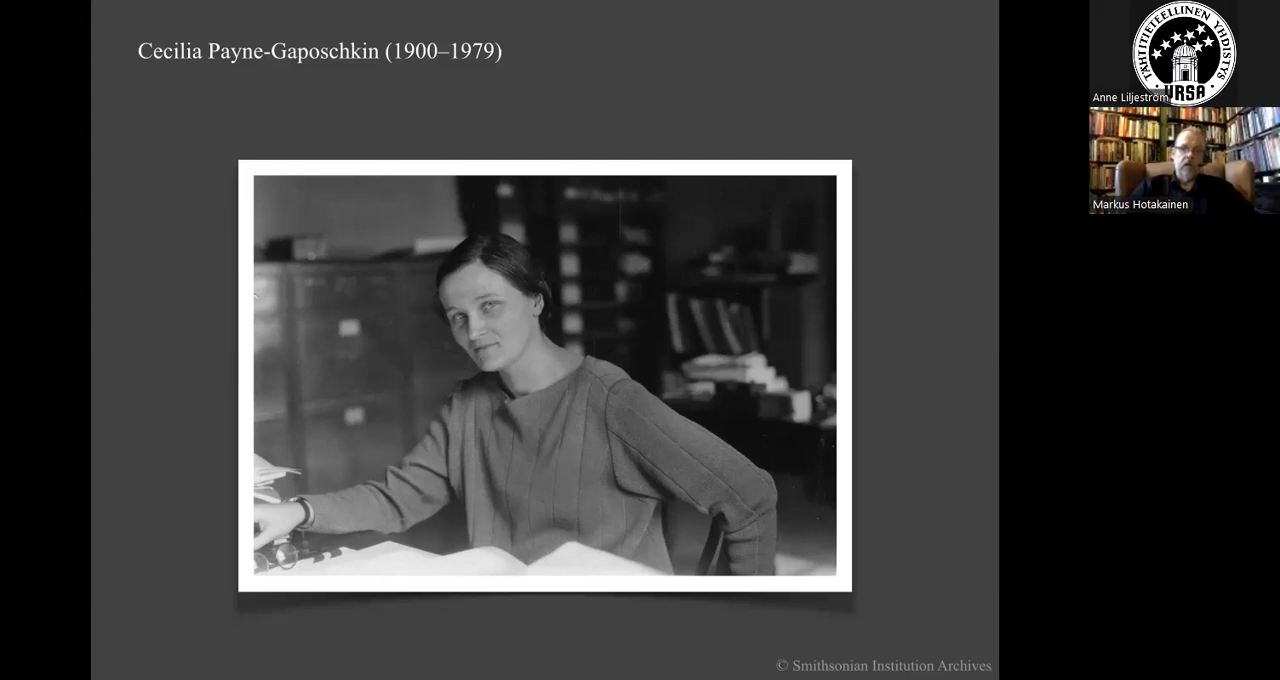 Cecilia Payne-Gaposchkin (1900–1979)
TÄHTITIETEELLINEN YHDISTYS
URSA
Anne Liljeström
Markus Hotakainen
© Smithsonian Institution Archives